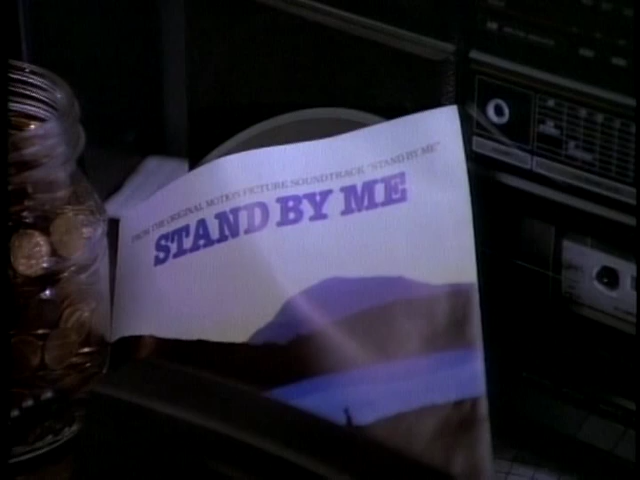 FROM THE ORIGINAL MOTION PICTURE SOUNDTRACK "STAND BY ME"
STAND BY ME